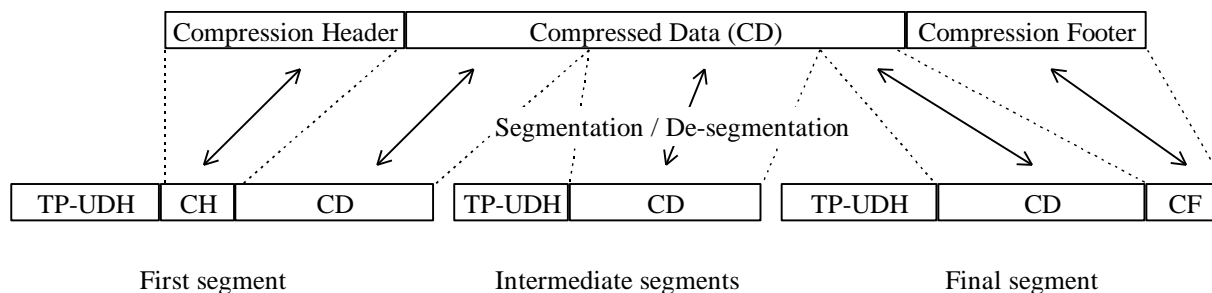 Compression Header Compressed Data (CD) Compression Footer
Segmentation / De-segmentation
TP-UDH CH CD TP-UDH CD TP-UDH CD CF
First segment Intermediate segments Final segment